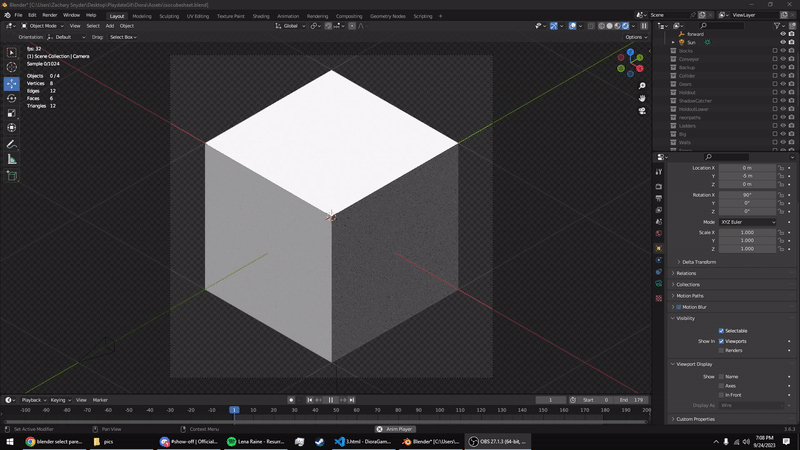 Blender* [C:\Users\Zachary Snyder\PlaydateGit\Diora\Assets\isocubesheet.blend]
File Edit Render Window Help Layout Modeling Sculpting UV Editing Texture Paint Shading Animation Rendering Compositing Geometry Nodes Scripting
Scene ViewLayer
Object Mode View Select Add Object Global
Orientation: Default Drag: Select Box Options
fps: 32
(1) Scene Collection | Camera
Sample 0/1024
Objects 0 / 4
Vertices 8
Edges 12
Faces 6
Triangles 12
forward
Sun
blocks
Conveyor
Backup
Collider
Geom
Holdout
ShadowCatcher
HoldoutLower
Ladders
Rig
Walls
Location X 0 m
Y -5 m
Z 0 m
Rotation X 90°
Y 0°
Z 0°
Mode XYZ Euler
Scale X 1.000
Y 1.000
Z 1.000
Delta Transform
Relations
Collections
Motion Paths
Motion Blur
Visibility
Selectable
Show In Viewports
Renders
Viewport Display
Show Name
Axes
In Front
Display As Wire
Custom Properties
Playback Keying View Marker 1 Start 0 End 179
-100 -90 -80 -70 -60 -50 -40 -30 -20 -10 1 10 20 30 40 50 60 70 80 90 100 110 120 130 140 150 160 170 180 190 200
Set Active Modifier Pan View Context Menu Anim Player 3.6.3
blender select pare... pics #show-off | Official... Lena Raine - Resurr... 3.html - DioraGam... Blender* [C:\Users\... OBS 27.1.3 (64-bit, ... 7:08 PM
9/24/2023